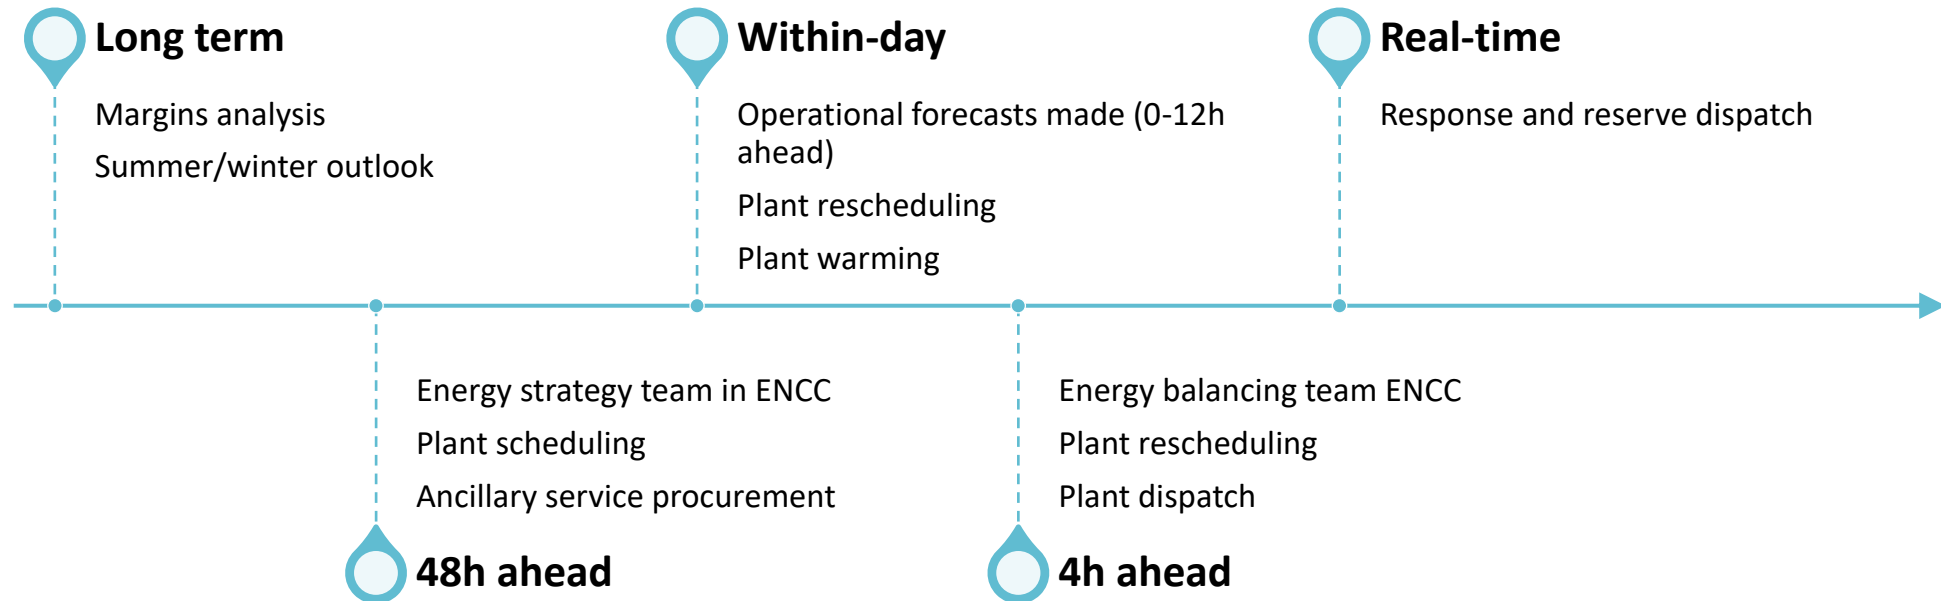 Long term
Margins analysis
Summer/winter outlook
Within-day
Operational forecasts made (0-12h
ahead)
Plant rescheduling
Plant warming
Real-time
Response and reserve dispatch
Energy strategy team in ENCC
Plant scheduling
Ancillary service procurement
48h ahead
Energy balancing team ENCC
Plant rescheduling
Plant dispatch
4h ahead